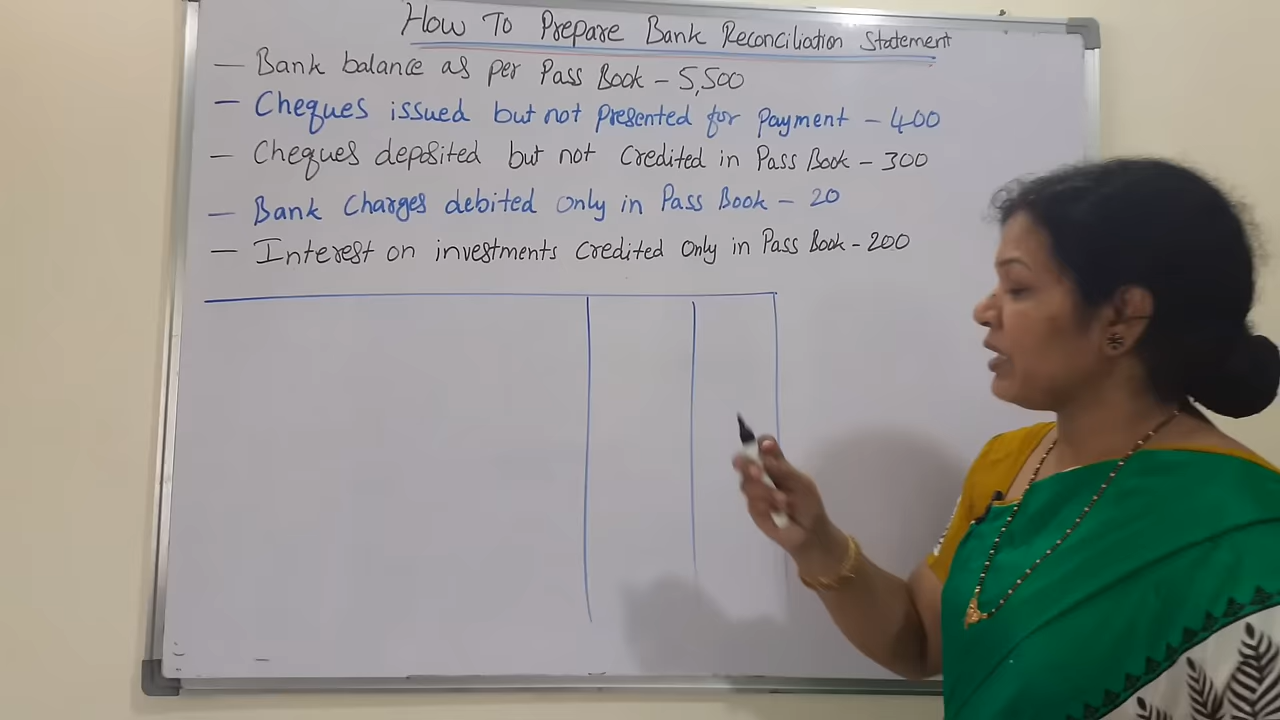 How To Prepare Bank Reconciliation Statement
— Bank balance as per Pass Book – 5,500
— Cheques issued but not presented for payment – 400
— Cheques deposited but not credited in Pass Book – 300
— Bank charges debited only in Pass Book – 20
— Interest on investments credited only in Pass Book – 200